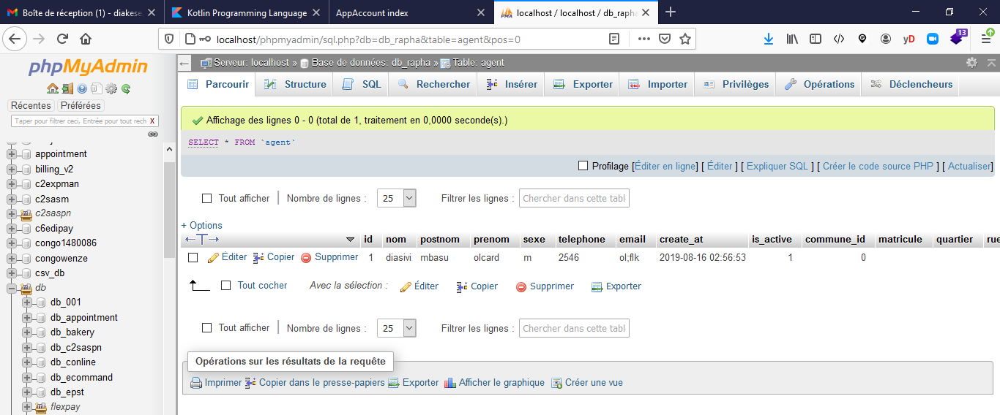 Boîte de réception (1) - diakese
Kotlin Programming Language
AppAccount index
localhost / localhost / db_rapha
localhost/phpmyadmin/sql.php?db=db_rapha&table=agent&pos=0
yD
13
phpMyAdmin
Récentes Préférées
Taper pour filtrer ceci, Entrée pour tout rech X
appointment
billing_v2
c2expman
c2sasm
c2saspn
c6edipay
congo1480086
congowenze
csv_db
db
db_001
db_appointment
db_bakery
db_c2saspn
db_conline
db_ecommand
db_epst
flexpay
Serveur: localhost » Base de données: db_rapha » Table: agent
Parcourir Structure SQL Rechercher Insérer Exporter Importer Privilèges Opérations Déclencheurs
Affichage des lignes 0 - 0 (total de 1, traitement en 0,0000 seconde(s).)
SELECT * FROM `agent`
Profilage [Éditer en ligne] [ Éditer ] [ Expliquer SQL ] [ Créer le code source PHP ] [ Actualiser]
Tout afficher Nombre de lignes : 25 Filtrer les lignes : Chercher dans cette tabl
+ Options
←T→ id nom postnom prenom sexe telephone email create_at is_active commune_id matricule quartier rue
Éditer Copier Supprimer 1 diasivi mbasu olcard m 2546 ol;flk 2019-08-16 02:56:53 1 0
Tout cocher Avec la sélection : Éditer Copier Supprimer Exporter
Tout afficher Nombre de lignes : 25 Filtrer les lignes : Chercher dans cette tabl
Opérations sur les résultats de la requête
Imprimer Copier dans le presse-papiers Exporter Afficher le graphique Créer une vue